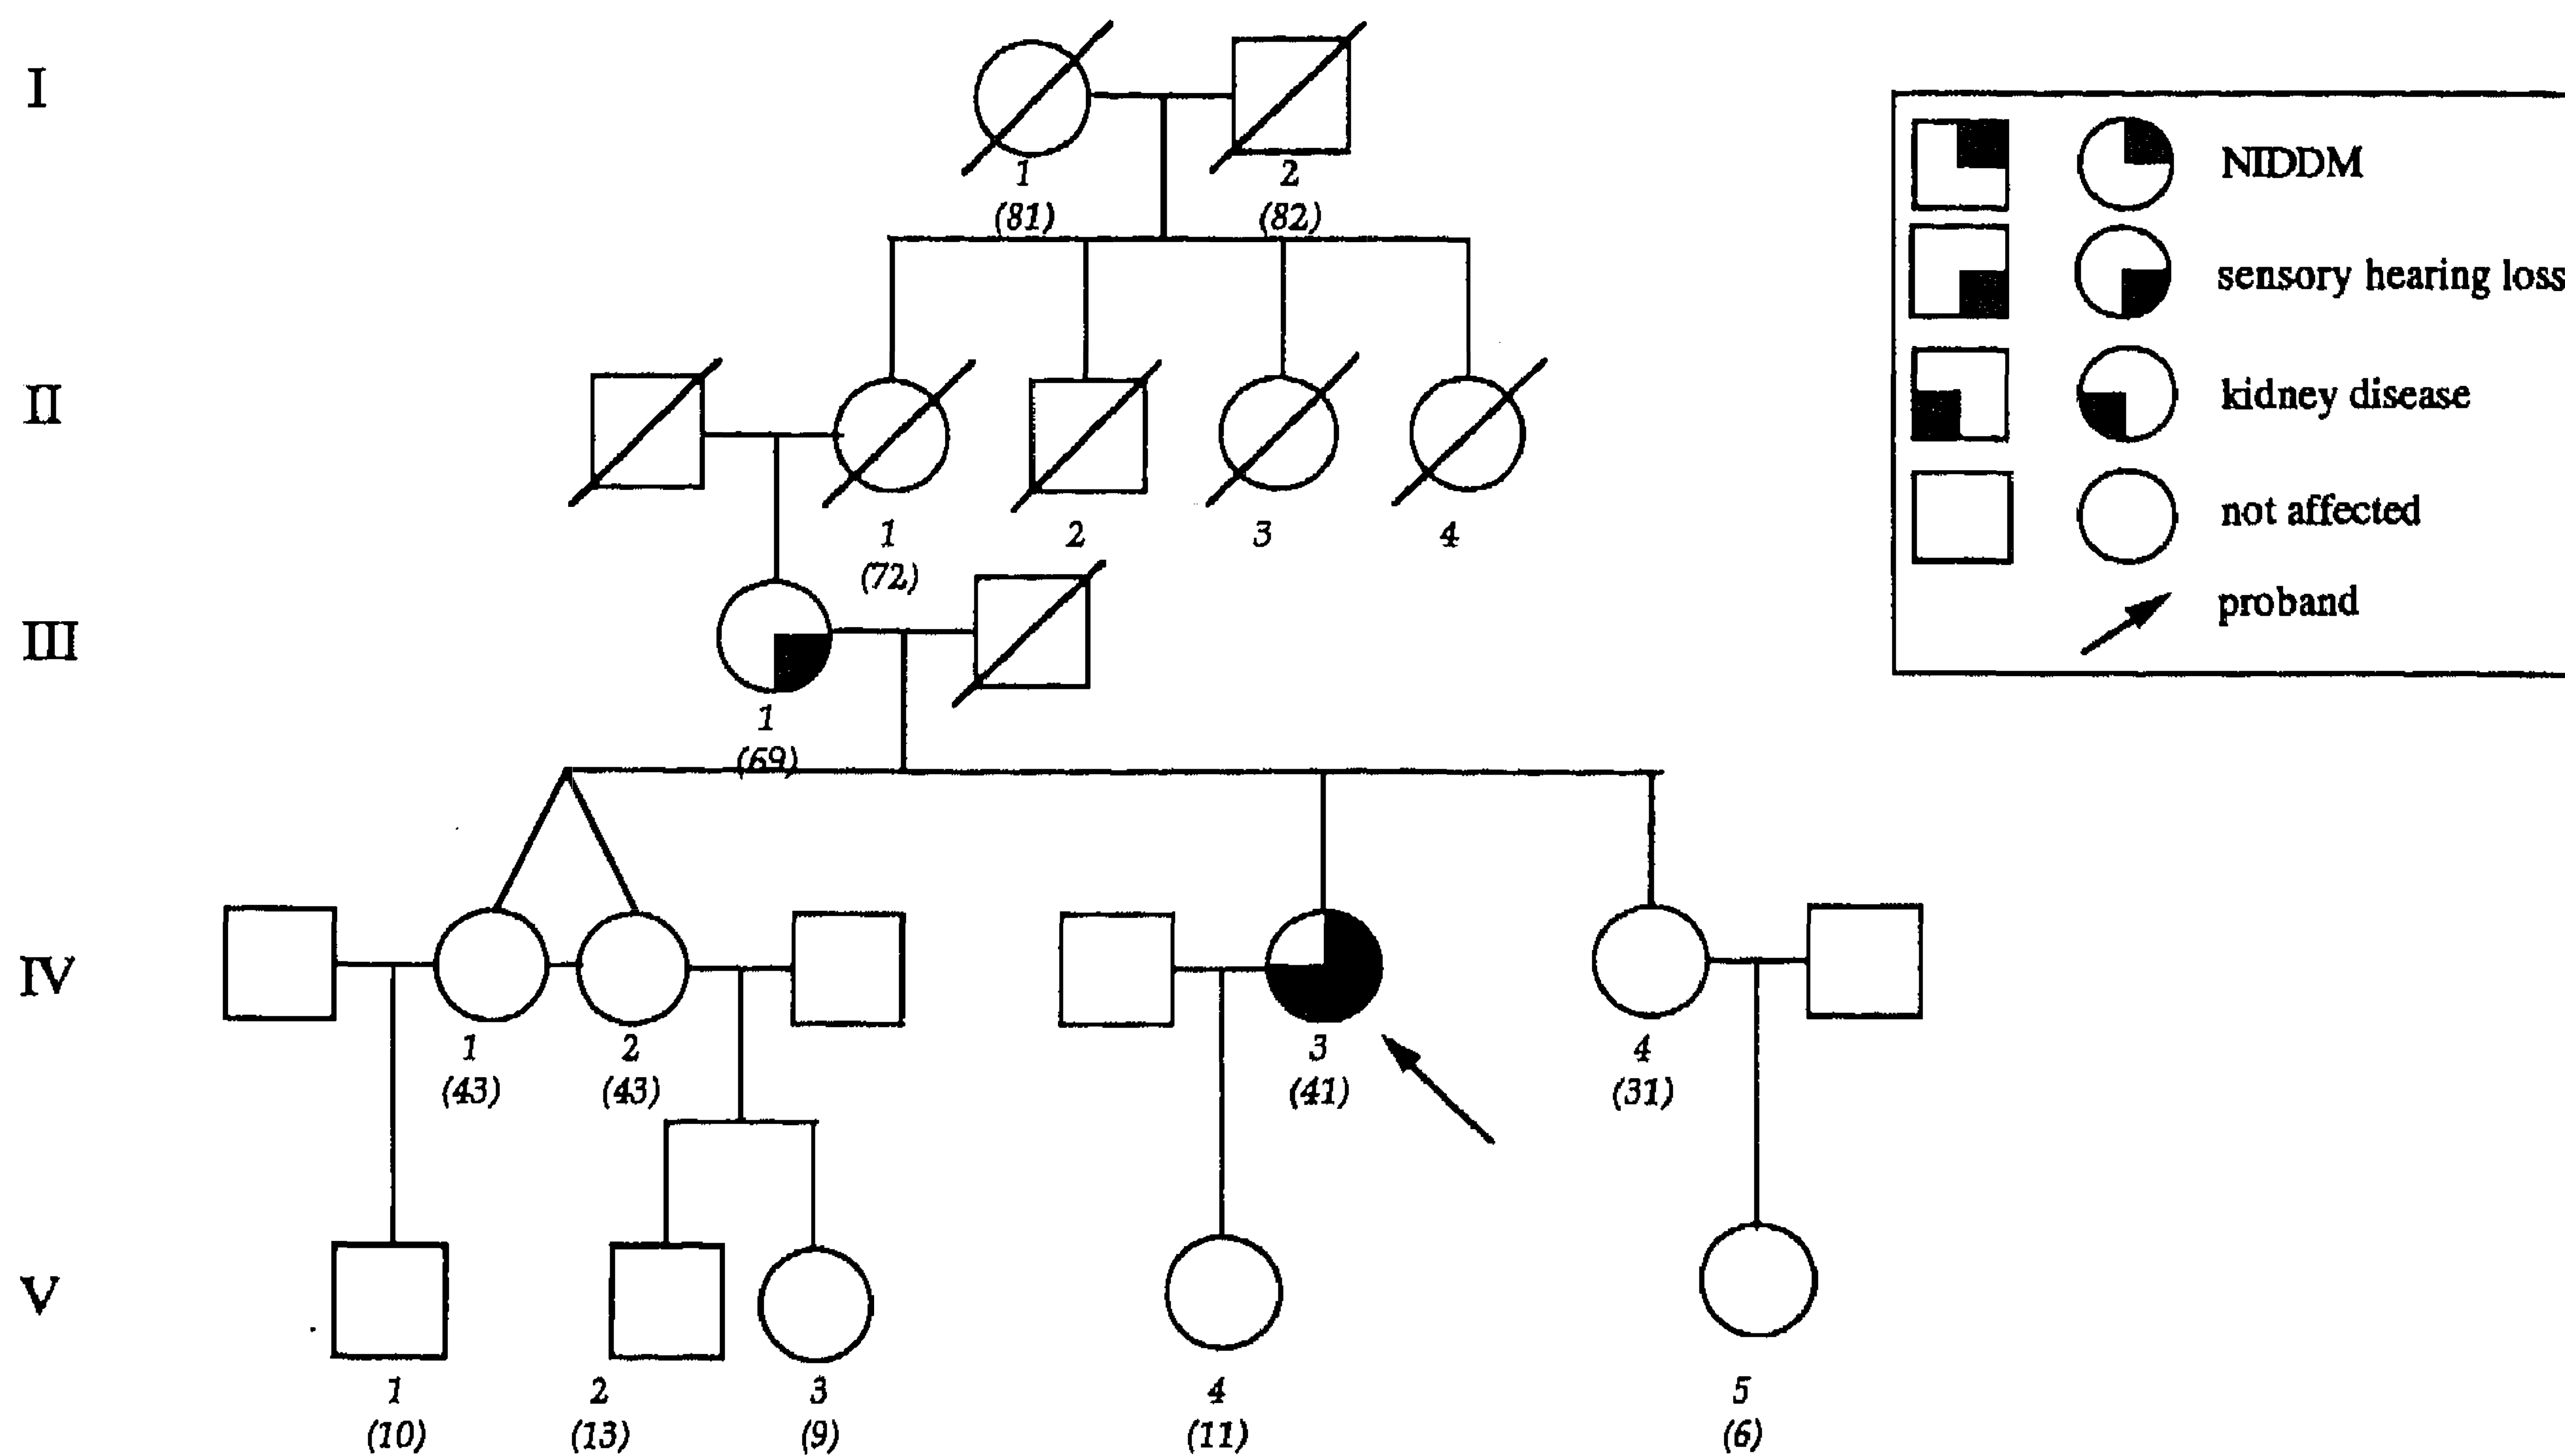 I
1
2
(81)
(82)
II
1
2
3
4
(72)
III
1
(69)
IV
1
2
3
4
(43)
(43)
(41)
(31)
V
1
2
3
4
5
(10)
(13)
(9)
(11)
(6)
NIDDM
sensory hearing loss
kidney disease
not affected
proband